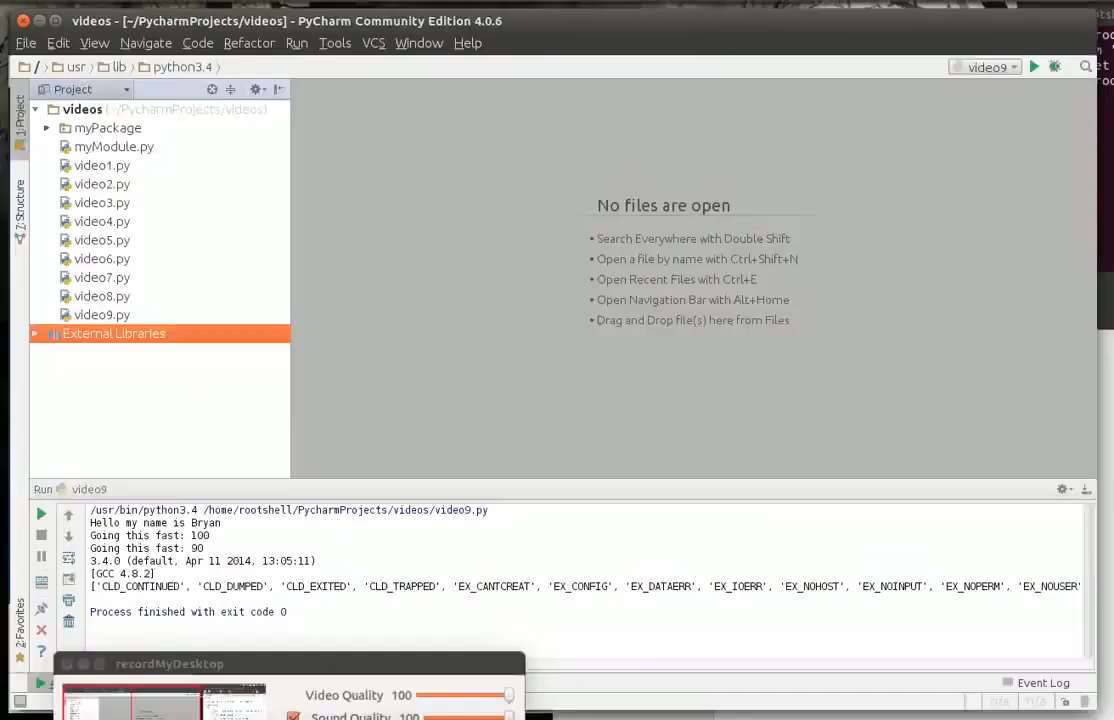 videos - [~/PycharmProjects/videos] - PyCharm Community Edition 4.0.6
File Edit View Navigate Code Refactor Run Tools VCS Window Help
/ usr lib python3.4
video9
Project
1: Project
videos (~/PycharmProjects/videos)
myPackage
myModule.py
video1.py
video2.py
video3.py
video4.py
video5.py
video6.py
video7.py
video8.py
video9.py
External Libraries
7: Structure
No files are open
• Search Everywhere with Double Shift
• Open a file by name with Ctrl+Shift+N
• Open Recent Files with Ctrl+E
• Open Navigation Bar with Alt+Home
• Drag and Drop file(s) here from Files
Run video9
/usr/bin/python3.4 /home/rootshell/PycharmProjects/videos/video9.py
Hello my name is Bryan
Going this fast: 100
Going this fast: 90
3.4.0 (default, Apr 11 2014, 13:05:11)
[GCC 4.8.2]
['CLD_CONTINUED', 'CLD_DUMPED', 'CLD_EXITED', 'CLD_TRAPPED', 'EX_CANTCREAT', 'EX_CONFIG', 'EX_DATAERR', 'EX_IOERR', 'EX_NOHOST', 'EX_NOINPUT', 'EX_NOPERM', 'EX_NOUSER'
Process finished with exit code 0
2: Favorites
recordMyDesktop
Video Quality 100
Sound Quality 100
Event Log
n/a n/a